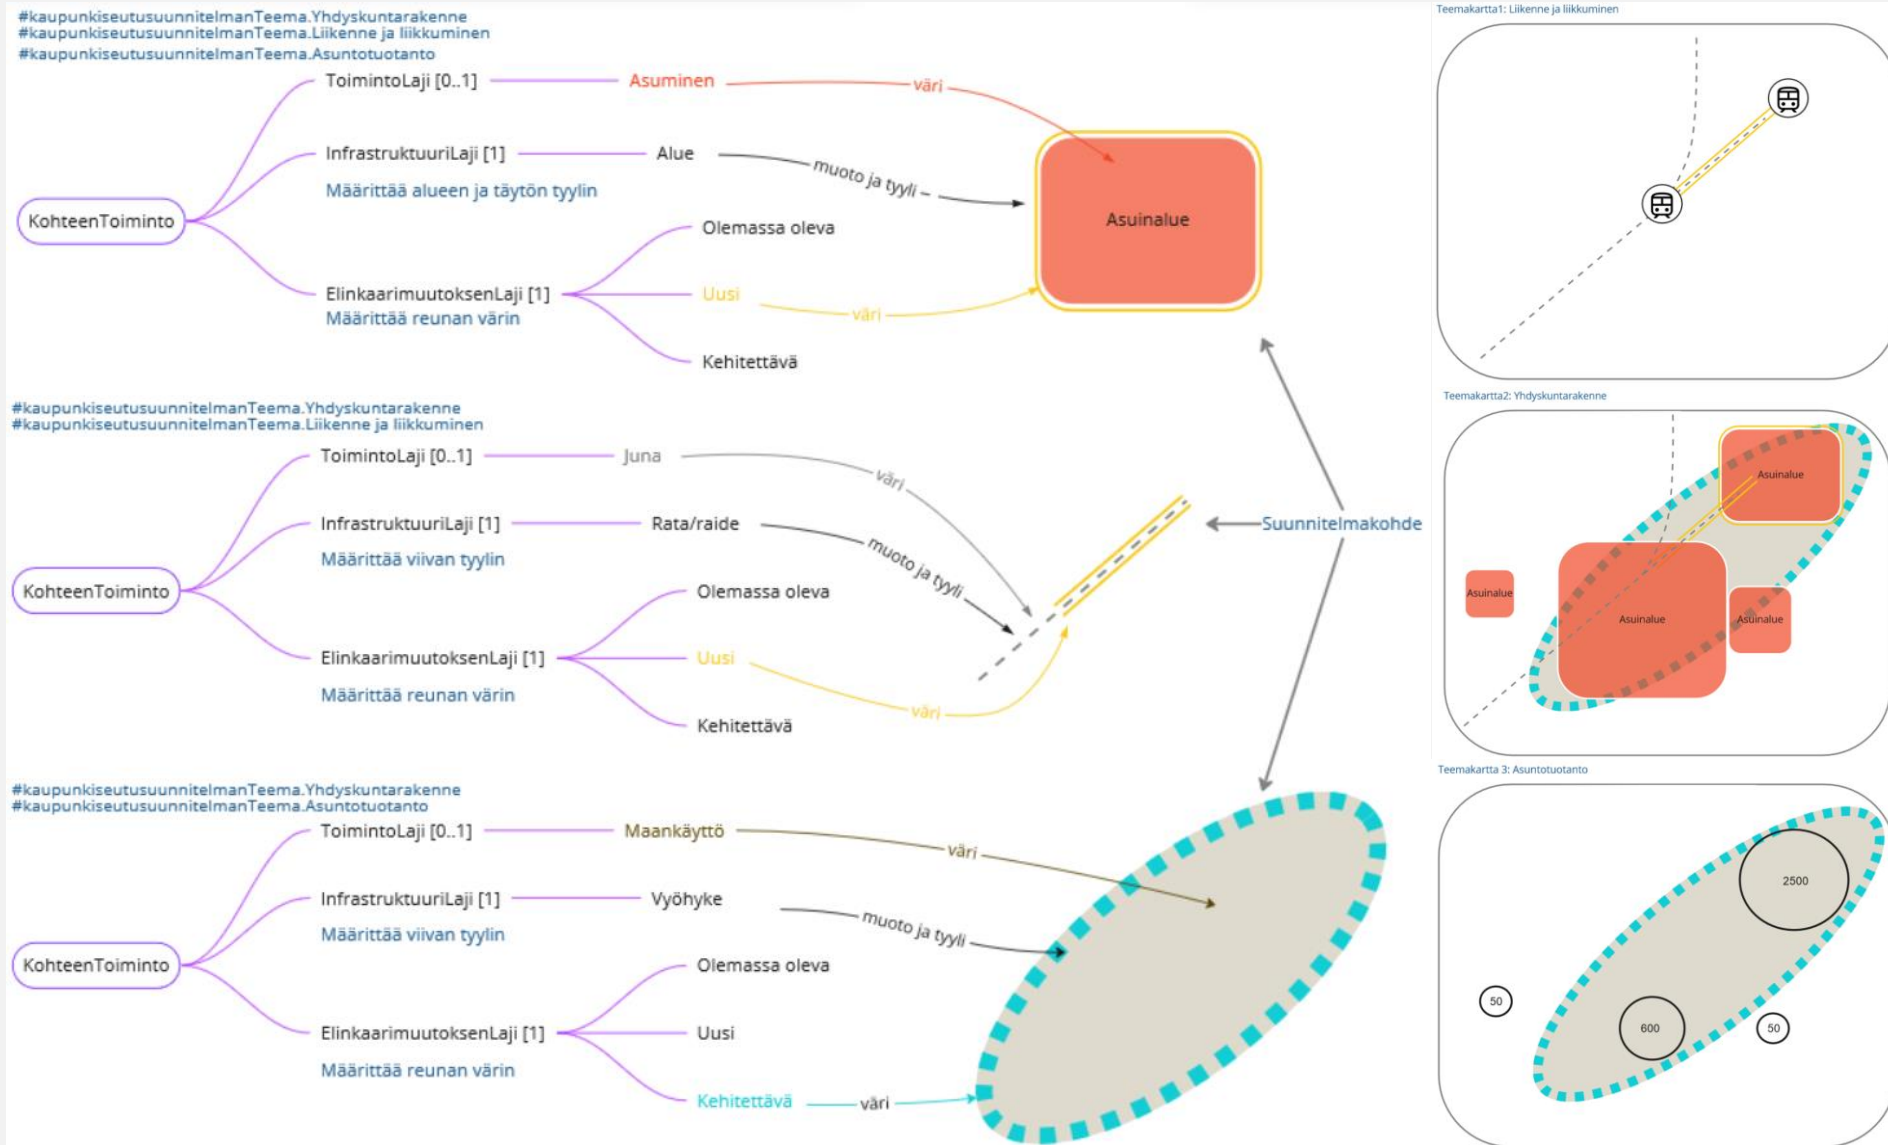 #kaupunkiseutusuunnitelmanTeema.Yhdyskuntarakenne
#kaupunkiseutusuunnitelmanTeema.Liikenne ja liikkuminen
#kaupunkiseutusuunnitelmanTeema.Asuntotuotanto
ToimintoLaji [0..1]
Asuminen
väri
InfrastruktuuriLaji [1]
Alue
muoto ja tyyli
Määrittää alueen ja täytön tyylin
KohteenToiminto
Olemassa oleva
Asuinalue
ElinkaarimuutoksenLaji [1]
Uusi
väri
Määrittää reunan värin
Kehitettävä
#kaupunkiseutusuunnitelmanTeema.Yhdyskuntarakenne
#kaupunkiseutusuunnitelmanTeema.Liikenne ja liikkuminen
ToimintoLaji [0..1]
Juna
väri
InfrastruktuuriLaji [1]
Rata/raide
muoto ja tyyli
Suunnitelmakohde
Määrittää viivan tyylin
KohteenToiminto
Olemassa oleva
ElinkaarimuutoksenLaji [1]
Uusi
väri
Määrittää reunan värin
Kehitettävä
#kaupunkiseutusuunnitelmanTeema.Yhdyskuntarakenne
#kaupunkiseutusuunnitelmanTeema.Asuntotuotanto
ToimintoLaji [0..1]
Maankäyttö
väri
InfrastruktuuriLaji [1]
Vyöhyke
muoto ja tyyli
Määrittää viivan tyylin
KohteenToiminto
Olemassa oleva
ElinkaarimuutoksenLaji [1]
Uusi
Määrittää reunan värin
Kehitettävä
väri
Teemakartta1: Liikenne ja liikkuminen
Teemakartta2: Yhdyskuntarakenne
Asuinalue
Asuinalue
Asuinalue
Asuinalue
Teemakartta 3: Asuntotuotanto
2500
50
600
50